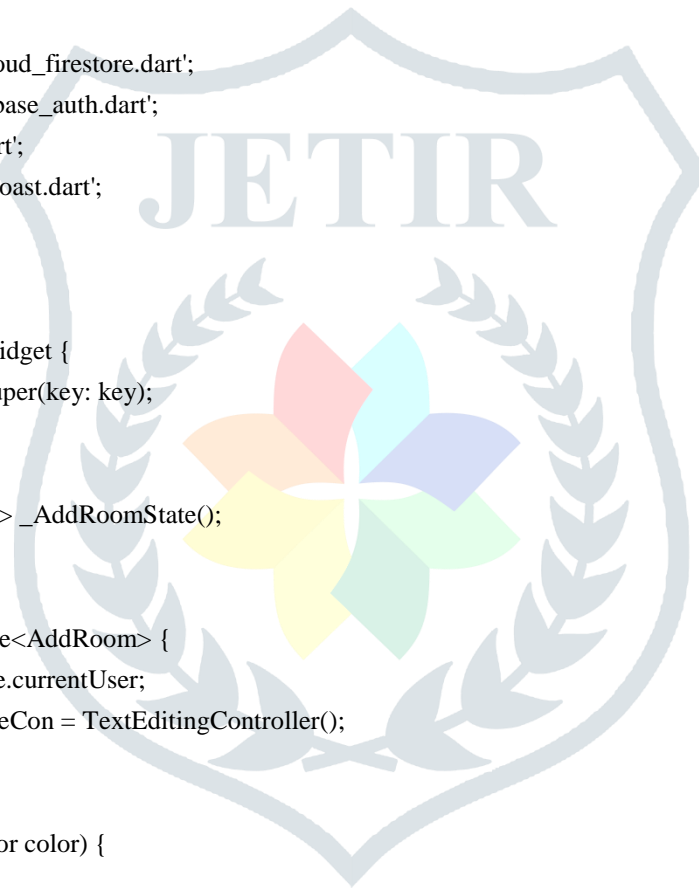 oud_firestore.dart';
base_auth.dart';
rt';
oast.dart';
JETIR
idget {
uper(key: key);
> _AddRoomState();
e<AddRoom> {
e.currentUser;
eCon = TextEditingController();
or color) {